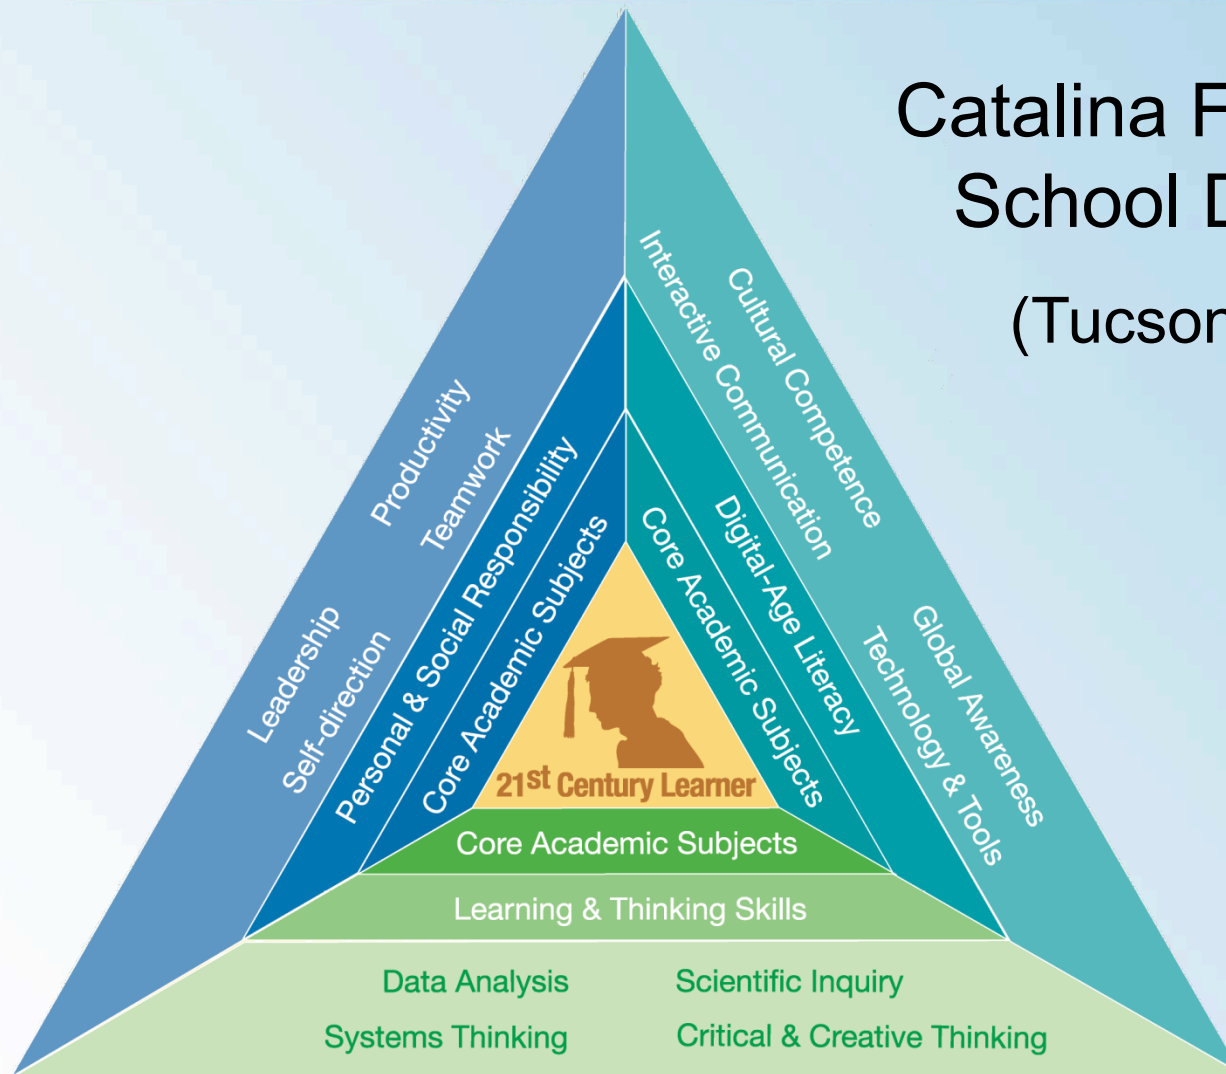 Catalina F
School D
(Tucson
Productivity
Teamwork
Leadership
Self-direction
Personal & Social Responsibility
Core Academic Subjects
Interactive Communication
Cultural Competence
Global Awareness
Technology & Tools
Digital-Age Literacy
Core Academic Subjects
21st Century Learner
Core Academic Subjects
Learning & Thinking Skills
Data Analysis
Scientific Inquiry
Systems Thinking
Critical & Creative Thinking